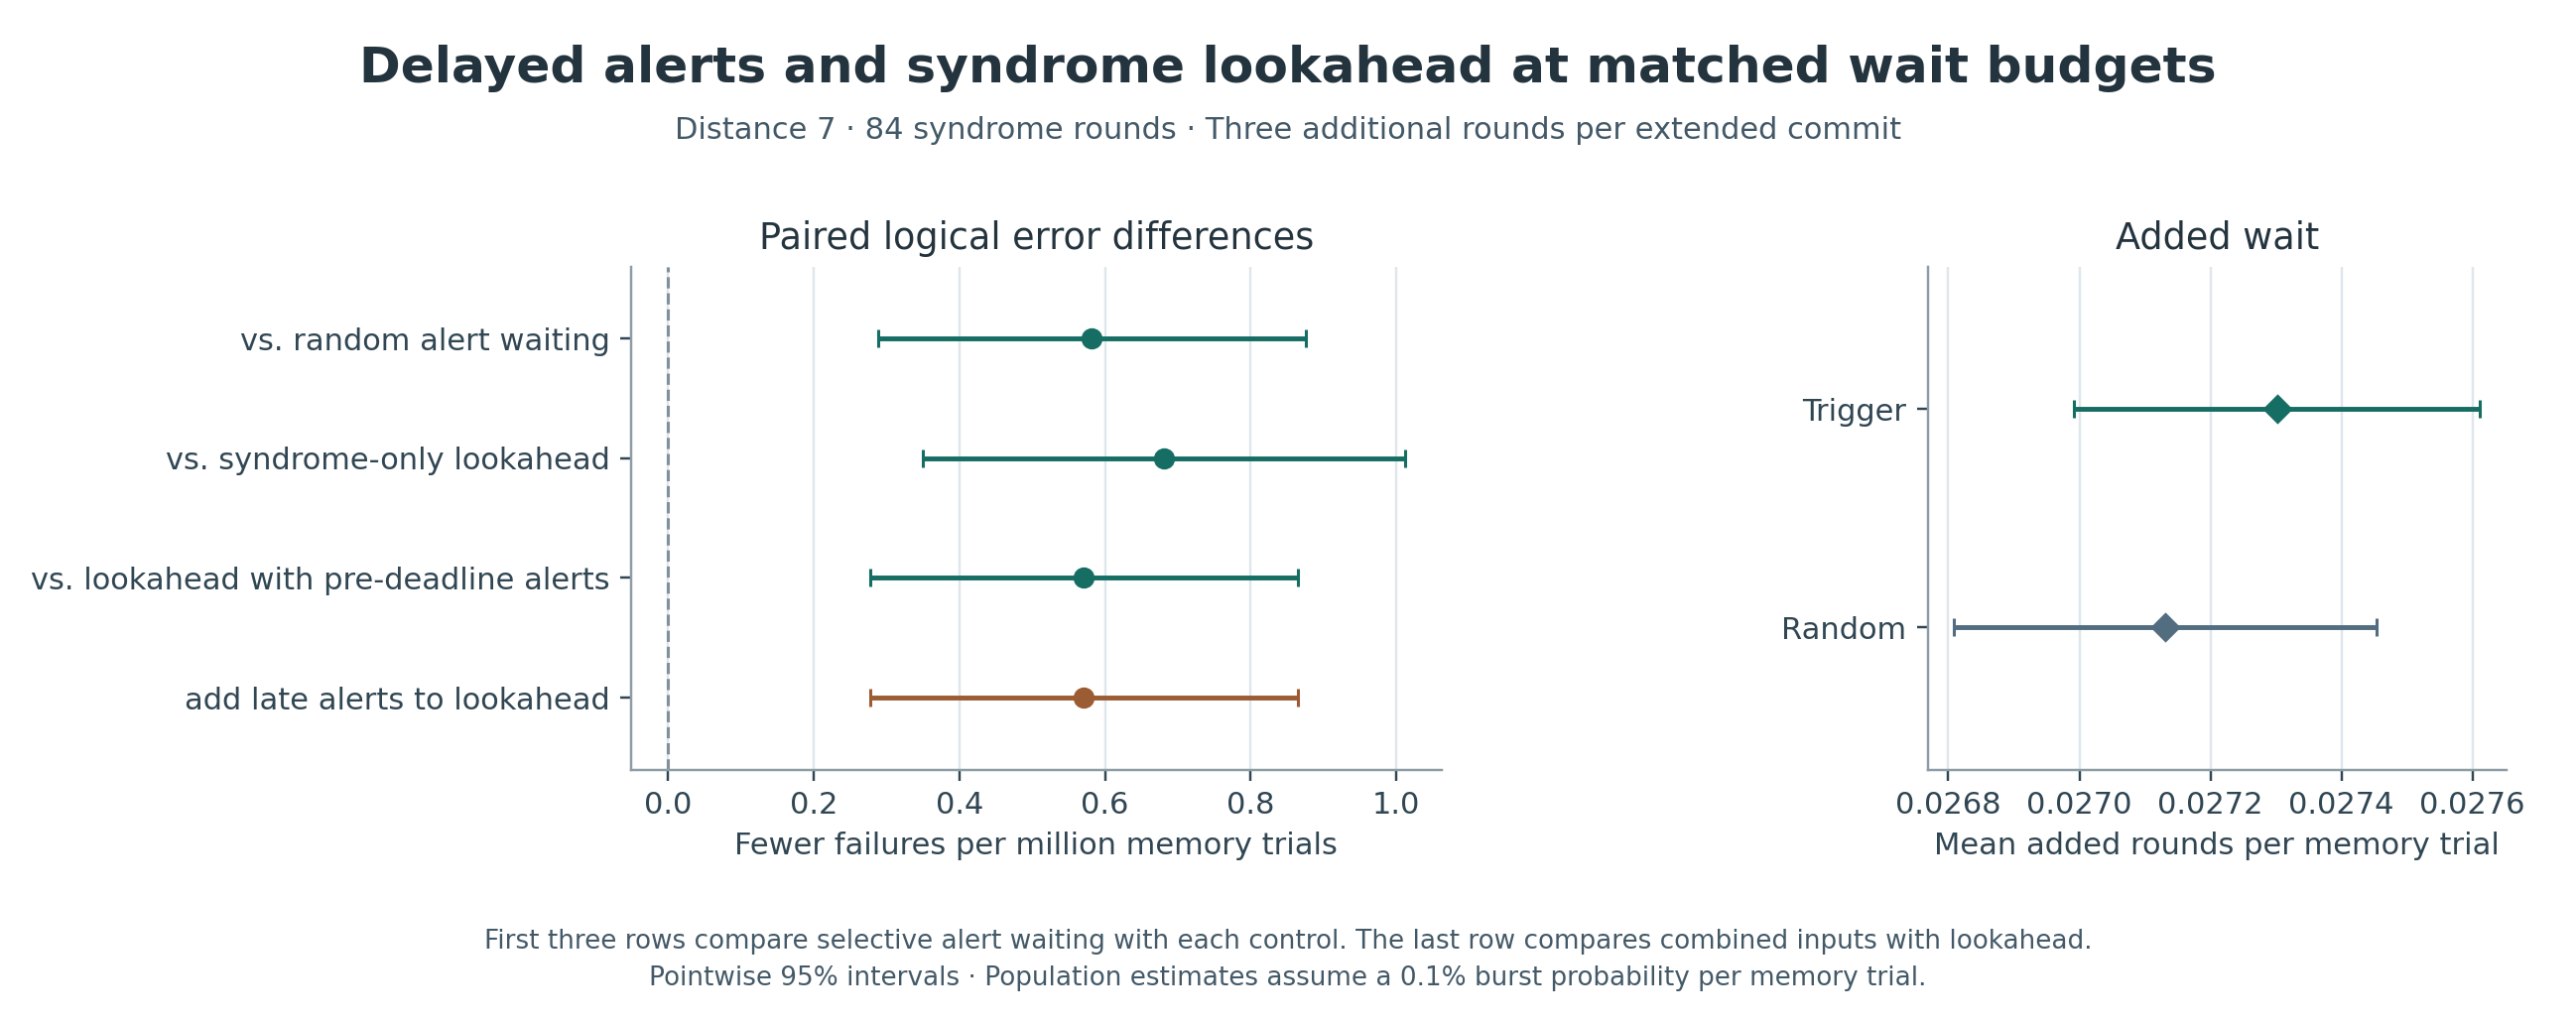 Delayed alerts and syndrome lookahead at matched wait budgets
Distance 7 · 84 syndrome rounds · Three additional rounds per extended commit
Paired logical error differences
vs. random alert waiting
vs. syndrome-only lookahead
vs. lookahead with pre-deadline alerts
add late alerts to lookahead
0.0 0.2 0.4 0.6 0.8 1.0
Fewer failures per million memory trials
Added wait
Trigger
Random
0.0268 0.0270 0.0272 0.0274 0.0276
Mean added rounds per memory trial
First three rows compare selective alert waiting with each control. The last row compares combined inputs with lookahead.
Pointwise 95% intervals · Population estimates assume a 0.1% burst probability per memory trial.